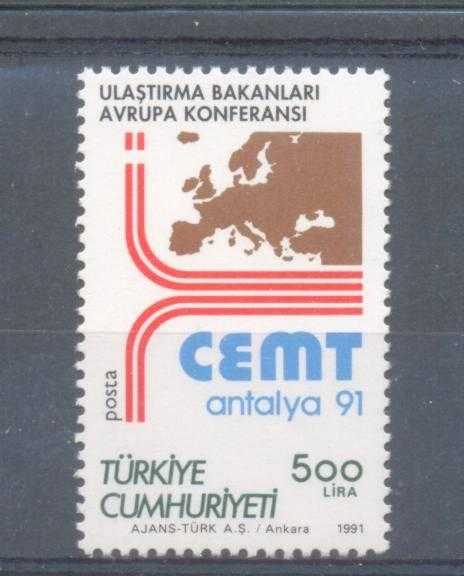 ULAŞTIRMA BAKANLARI
AVRUPA KONFERANSI
CEMT
antalya 91
posta
TÜRKİYE
CUMHURİYETİ
500
LİRA
AJANS-TÜRK A.Ş. / Ankara 1991